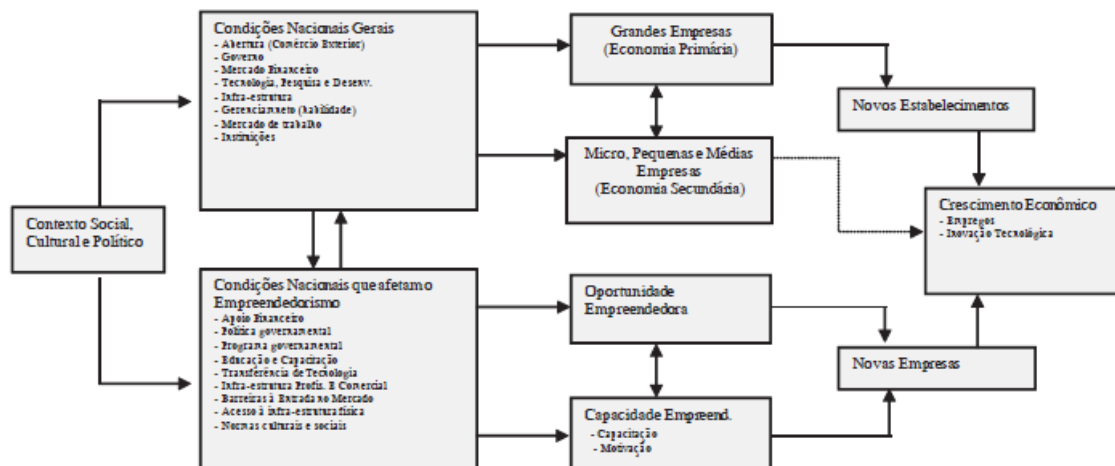 Condições Nacionais Gerais
- Abertura (Comércio Exterior)
- Governo
- Mercado Financeiro
- Tecnologia, Pesquisa e Desenv.
- Infra-estrutura
- Gerenciamneto (habilidade)
- Mercado de trabalho
- Instituições
Grandes Empresas
(Economia Primária)
Novos Estabelecimentos
Micro, Pequenas e Médias
Empresas
(Economia Secundária)
Crescimento Econômico
- Empregos
- Inovação Tecnológica
Contexto Social,
Cultural e Político
Condições Nacionais que afetam o
Empreendedorismo
- Apoio Financeiro
- Política governamental
- Programa governamental
- Educação e Capacitação
- Transferência de Tecnologia
- Infra-estrutura Profis. E Comercial
- Barreiras à Entrada no Mercado
- Acesso à infra-estrutura física
- Normas culturais e sociais
Oportunidade
Empreendedora
Novas Empresas
Capacidade Empreend.
- Capacitação
- Motivação